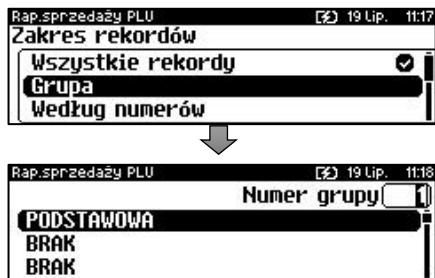 Rap.sprzedaży PLU 19 Lip. 11:17
Zakres rekordów
Wszystkie rekordy
Grupa
Według numerów
Rap.sprzedaży PLU 19 Lip. 11:18
Numer grupy 1
PODSTAWOWA
BRAK
BRAK